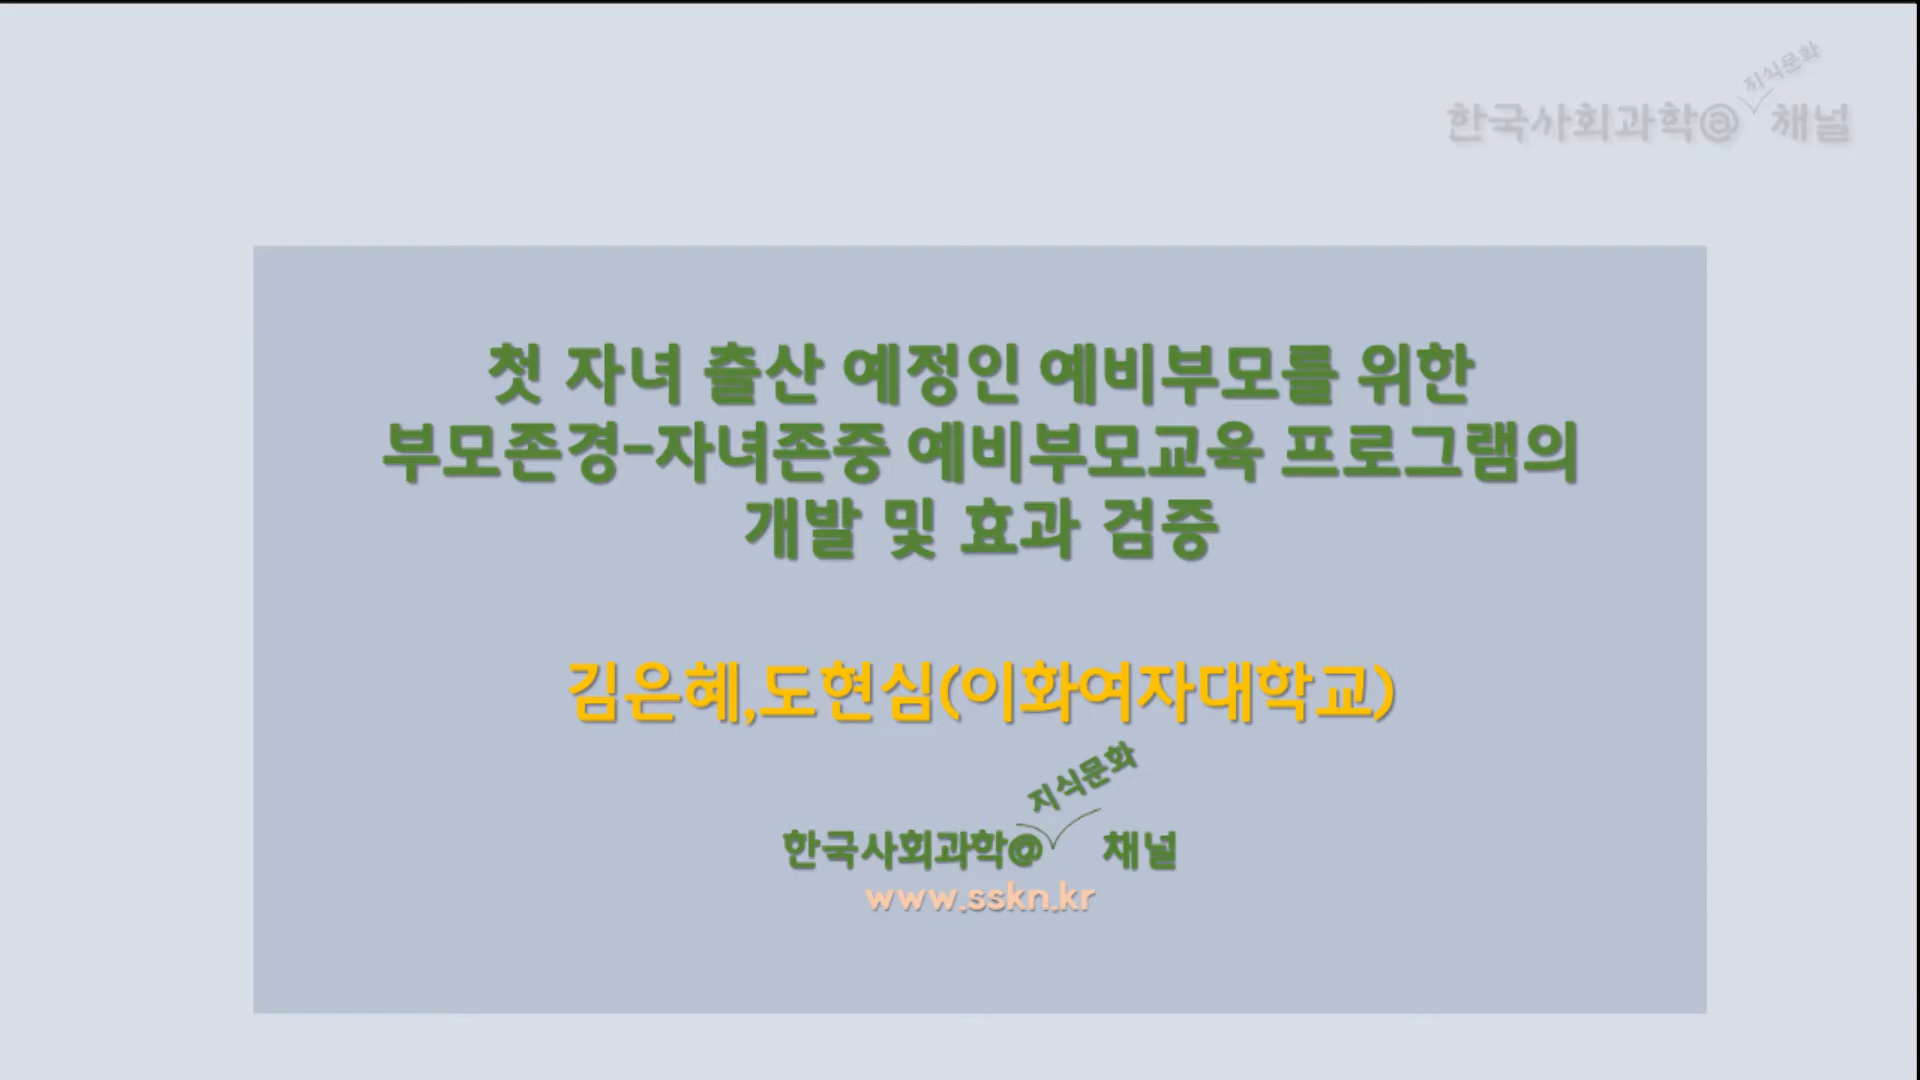 지식문화
한국사회과학@ 채널
첫 자녀 출산 예정인 예비부모를 위한
부모존경-자녀존중 예비부모교육 프로그램의
개발 및 효과 검증
김은혜,도현심(이화여자대학교)
지식문화
한국사회과학@ 채널
www.sskn.kr